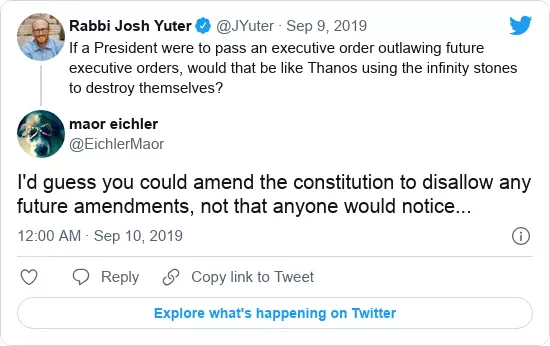 Rabbi Josh Yuter @JYuter · Sep 9, 2019
If a President were to pass an executive order outlawing future
executive orders, would that be like Thanos using the infinity stones
to destroy themselves?
maor eichler
@EichlerMaor
I'd guess you could amend the constitution to disallow any
future amendments, not that anyone would notice...
12:00 AM · Sep 10, 2019
Reply
Copy link to Tweet
Explore what's happening on Twitter